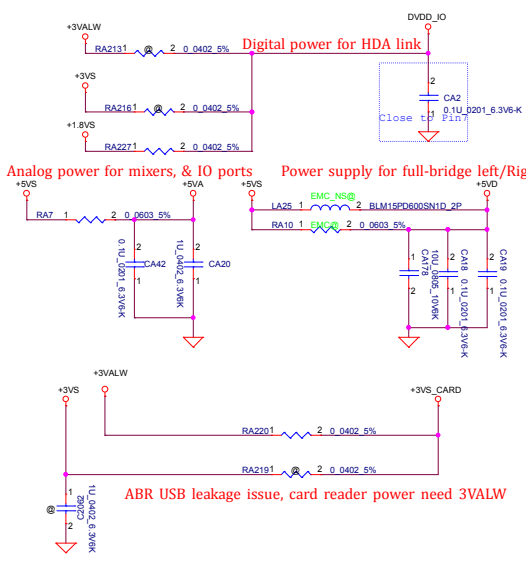 +3VALW
DVDD_IO
RA213 1 @ 2 0_0402_5%
Digital power for HDA link
+3VS
2
CA2
RA216 1 @ 2 0_0402_5%
0.1U_0201_6.3V6-K
1
Close to Pin7
+1.8VS
RA227 1 2 0_0402_5%
Analog power for mixers, & IO ports
Power supply for full-bridge left/Rig
+5VS
+5VA
+5VS
+5VD
EMC_NS@
LA25 1 2 BLM15PD600SN1D_2P
RA7 1 2 0_0603_5%
RA10 1 EMC@ 2 0_0603_5%
2
CA42
1
0.1U_0201_6.3V6-K
2
CA20
1
1U_0402_6.3V6K
1
CA178
2
10U_0805_10V6K
2
CA18
1
0.1U_0201_6.3V6-K
2
CA19
1
0.1U_0201_6.3V6-K
+3VS
+3VALW
+3VS_CARD
RA220 1 2 0_0402_5%
RA219 1 @ 2 0_0402_5%
ABR USB leakage issue, card reader power need 3VALW
@
1
C2062
2
1U_0402_6.3V6K